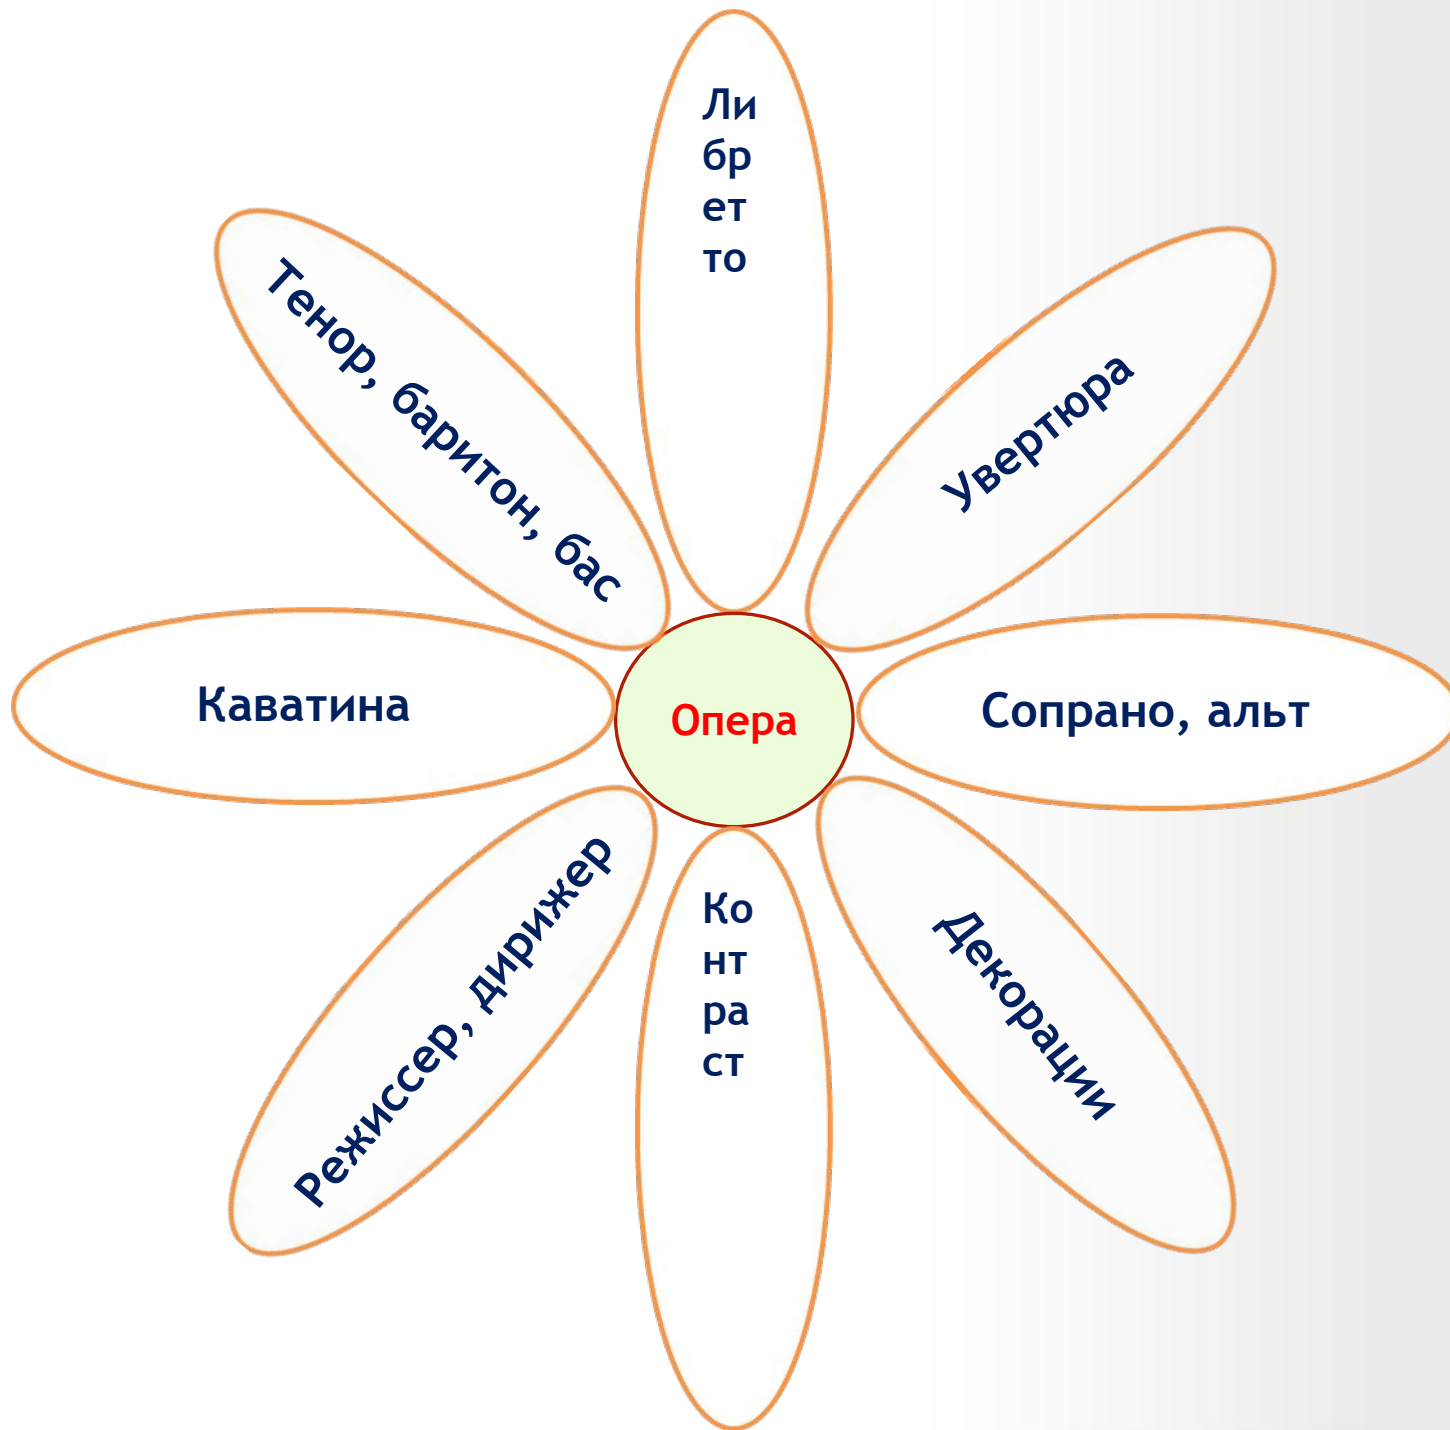 Ли
бр
ет
то
Увертюра
Тенор, баритон, бас
Каватина
Опера
Сопрано, альт
Режиссер, дирижер
Ко
нт
ра
ст
Декорации